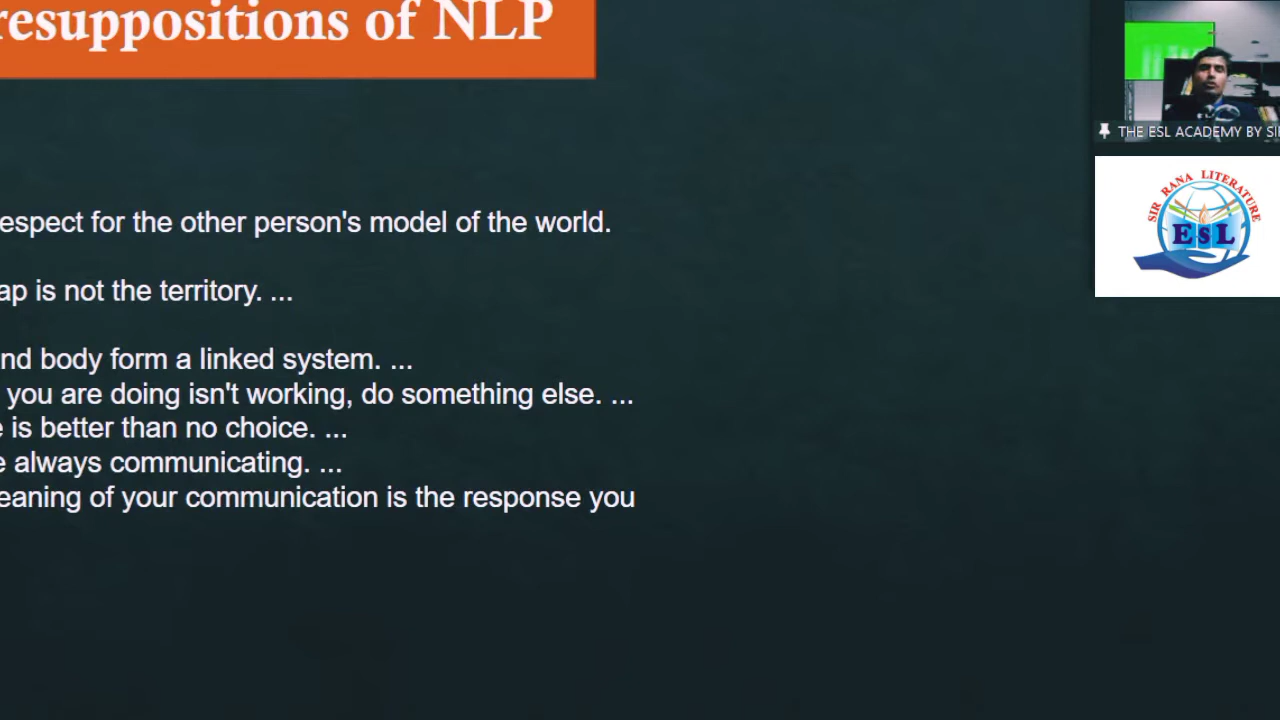 resuppositions of NLP
THE ESL ACADEMY BY SI
SIR RANA LITERATURE
ESL
espect for the other person's model of the world.
ap is not the territory. ...
nd body form a linked system. ...
you are doing isn't working, do something else. ...
e is better than no choice. ...
e always communicating. ...
eaning of your communication is the response you